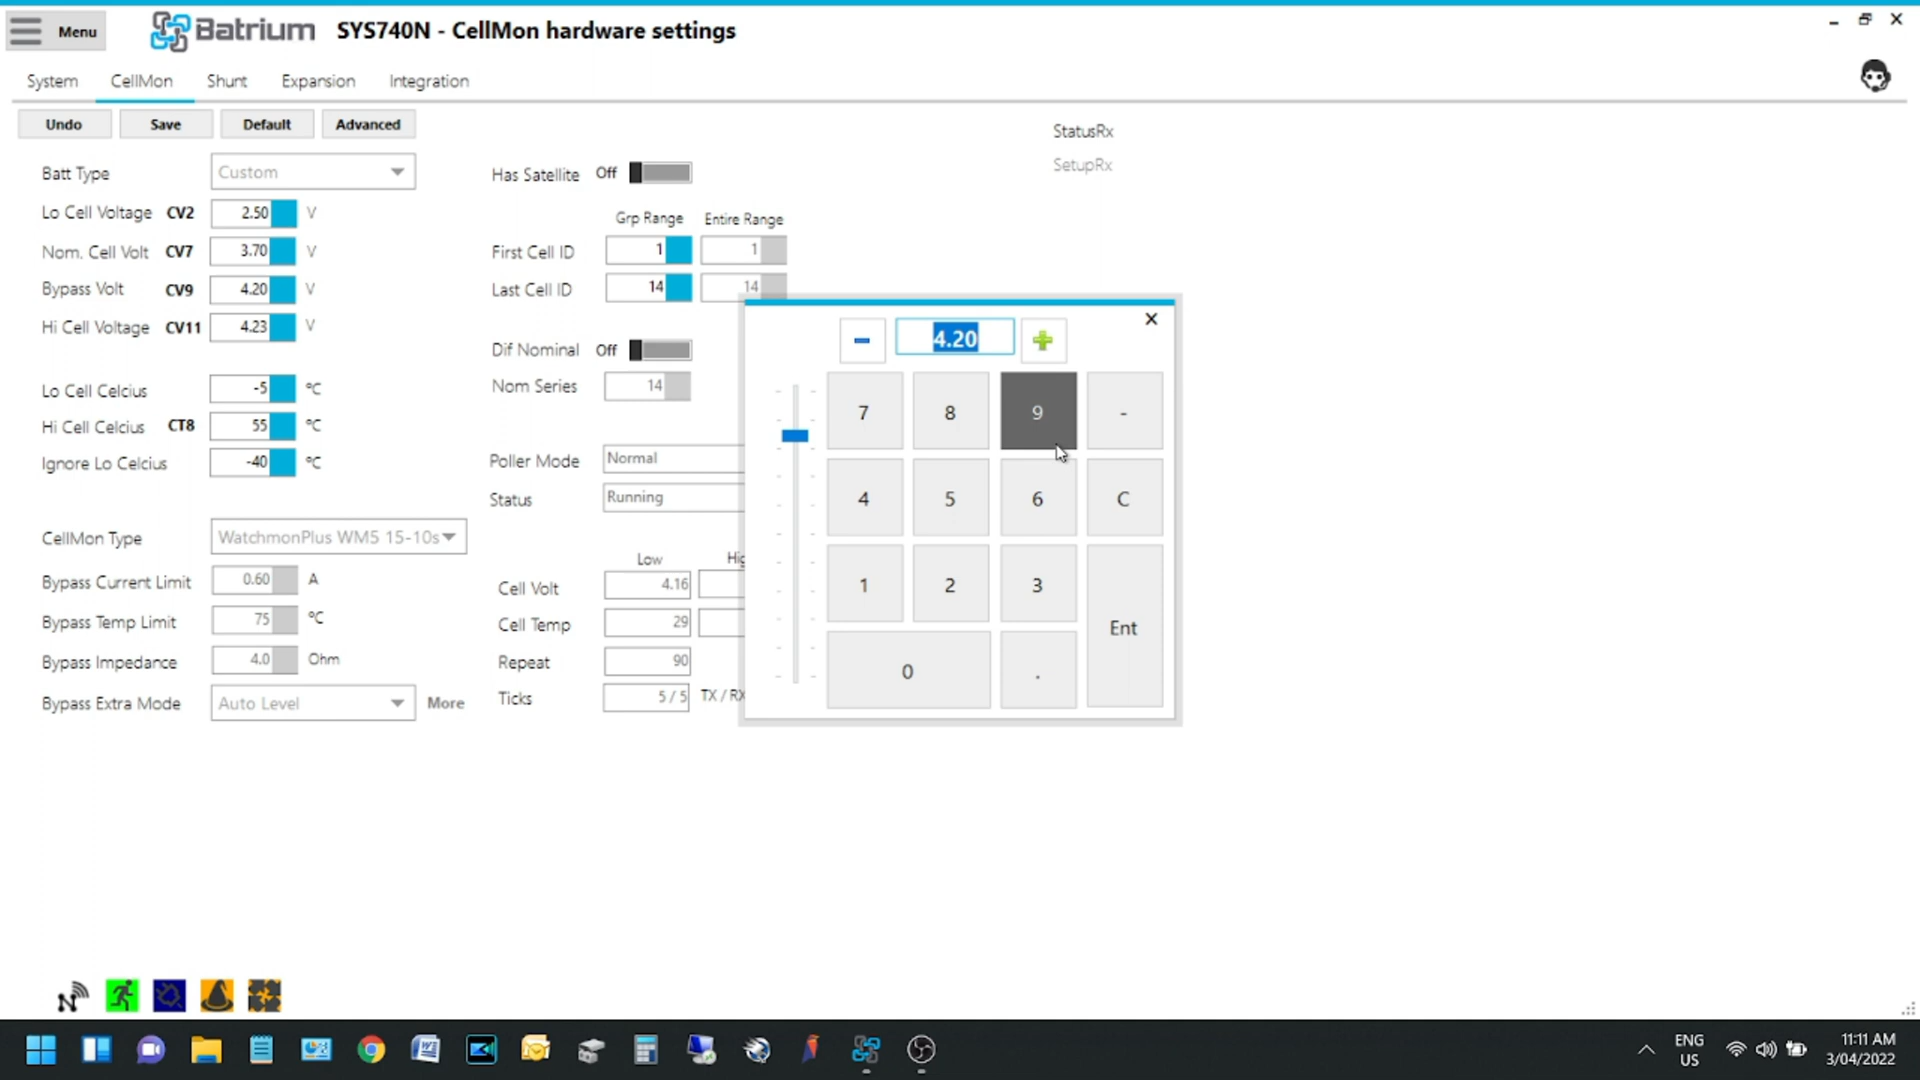 Menu
Batrium
SYS740N - CellMon hardware settings
System CellMon Shunt Expansion Integration
Undo Save Default Advanced
StatusRx
SetupRx
Batt Type Custom
Lo Cell Voltage CV2 2.50 V
Nom. Cell Volt CV7 3.70 V
Bypass Volt CV9 4.20 V
Hi Cell Voltage CV11 4.23 V
Lo Cell Celcius -5 °C
Hi Cell Celcius CT8 55 °C
Ignore Lo Celcius -40 °C
CellMon Type WatchmonPlus WM5 15-10s
Bypass Current Limit 0.60 A
Bypass Temp Limit 75 °C
Bypass Impedance 4.0 Ohm
Bypass Extra Mode Auto Level More
Has Satellite Off
Grp Range Entire Range
First Cell ID 1 1
Last Cell ID 14 14
Dif Nominal Off
Nom Series 14
Poller Mode Normal
Status Running
Low
Cell Volt 4.16
Cell Temp 29
Repeat 90
Ticks 5 / 5 TX / RX
4.20
7 8 9 -
4 5 6 C
1 2 3
Ent
0 .
N
ENG
US
11:11 AM
3/04/2022